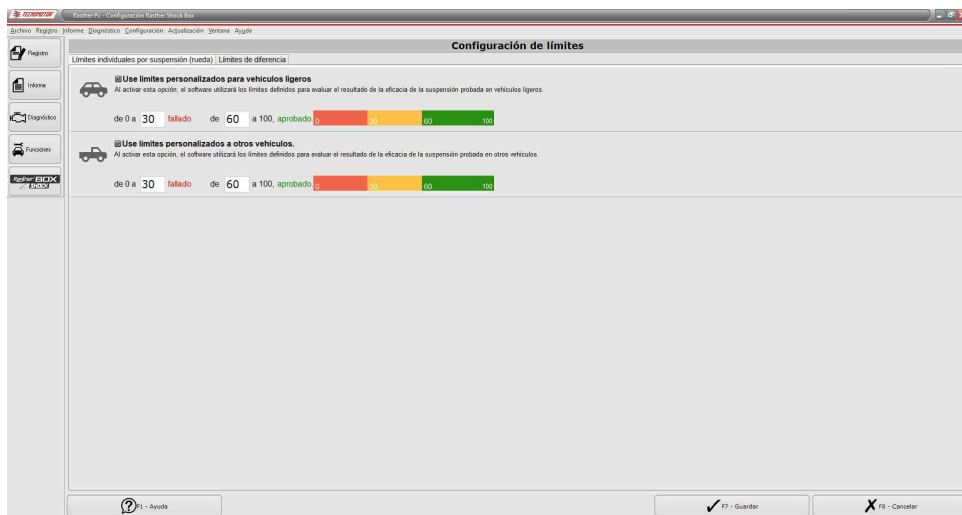 TECNOMOTOR
Rasther Pc - Configuración Rasther Shock Box
Archivo Registro Informe Diagnóstico Configuración Actualización Ventana Ayuda
Configuración de límites
Límites individuales por suspensión (rueda) Límites de diferencia
Registro
Informe
Diagnóstico
Funciones
Rasther BOX
SHOCK
Use limites personalizados para vehiculos ligeros
Al activar esta opción, el software utilizará los límites definidos para evaluar el resultado de la eficacia de la suspensión probada en vehículos ligeros.
de 0 a 30 fallado de 60 a 100, aprobado 0 30 60 100
Use limites personalizados a otros vehiculos.
Al activar esta opción, el software utilizará los límites definidos para evaluar el resultado de la eficacia de la suspensión probada en otros vehículos.
de 0 a 30 fallado de 60 a 100, aprobado 0 30 60 100
F1 - Ayuda F7 - Guardar F8 - Cancelar